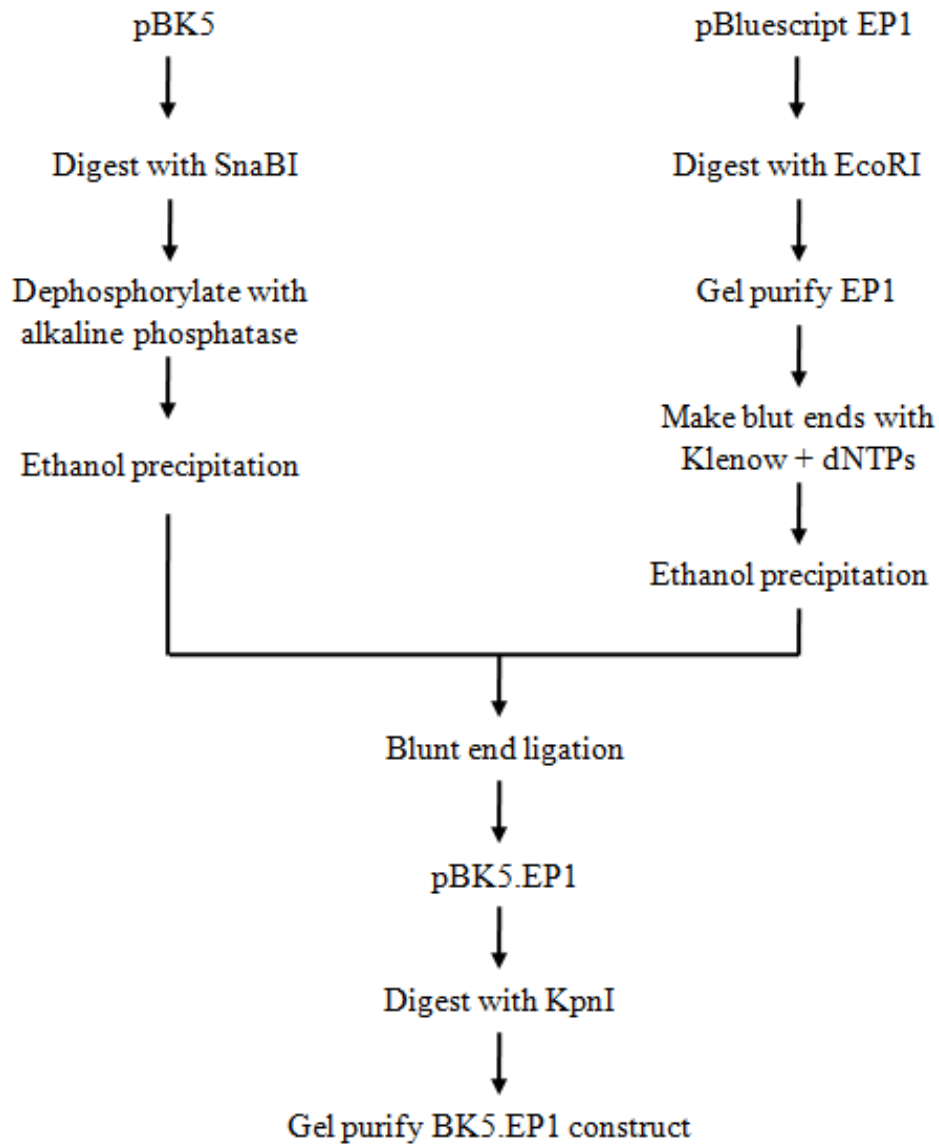 pBK5
Digest with SnaBI
Dephosphorylate with
alkaline phosphatase
Ethanol precipitation
pBluescript EP1
Digest with EcoRI
Gel purify EP1
Make blut ends with
Klenow + dNTPs
Ethanol precipitation
Blunt end ligation
pBK5.EP1
Digest with KpnI
Gel purify BK5.EP1 construct